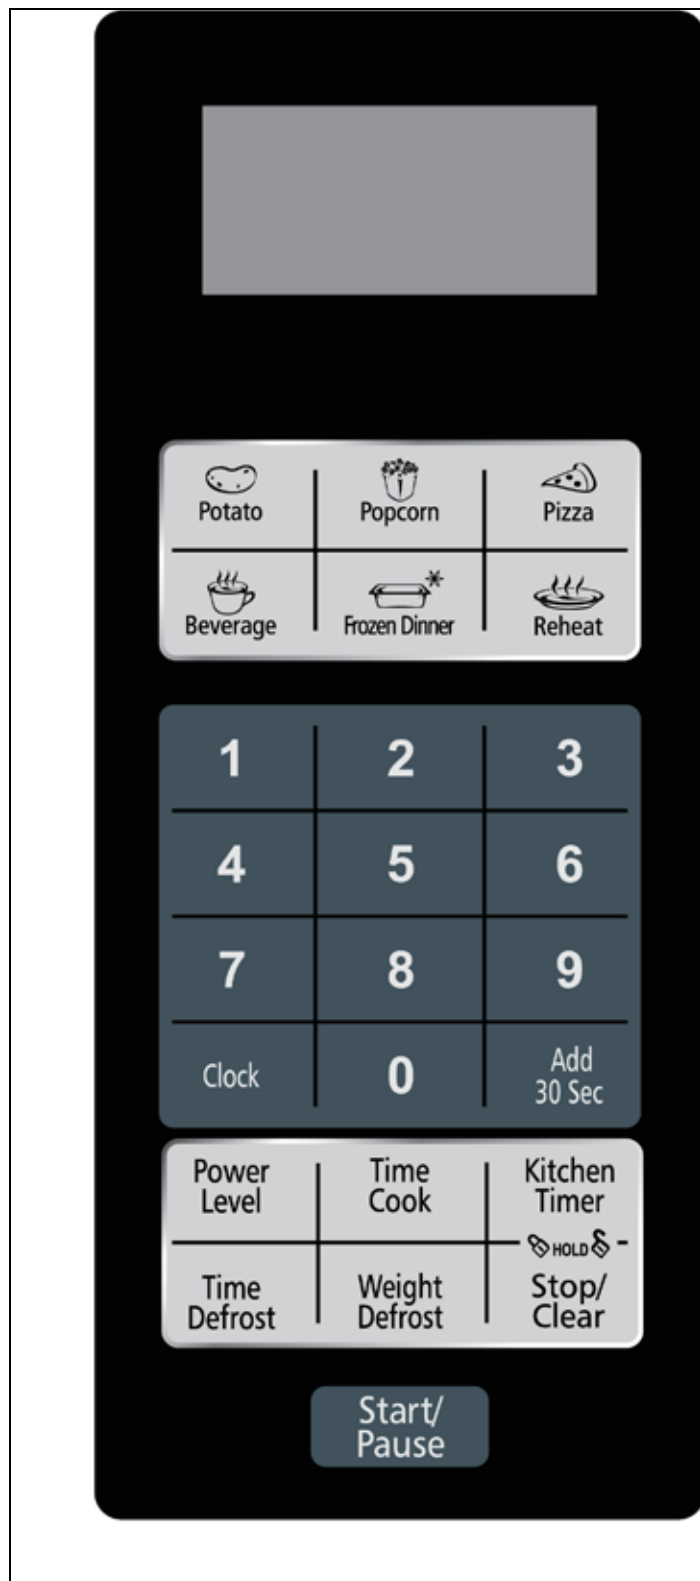 Potato
Popcorn
Pizza
Beverage
Frozen Dinner
Reheat
1
2
3
4
5
6
7
8
9
Clock
0
Add
30 Sec
Power
Level
Time
Cook
Kitchen
Timer
HOLD
Time
Defrost
Weight
Defrost
Stop/
Clear
Start/
Pause